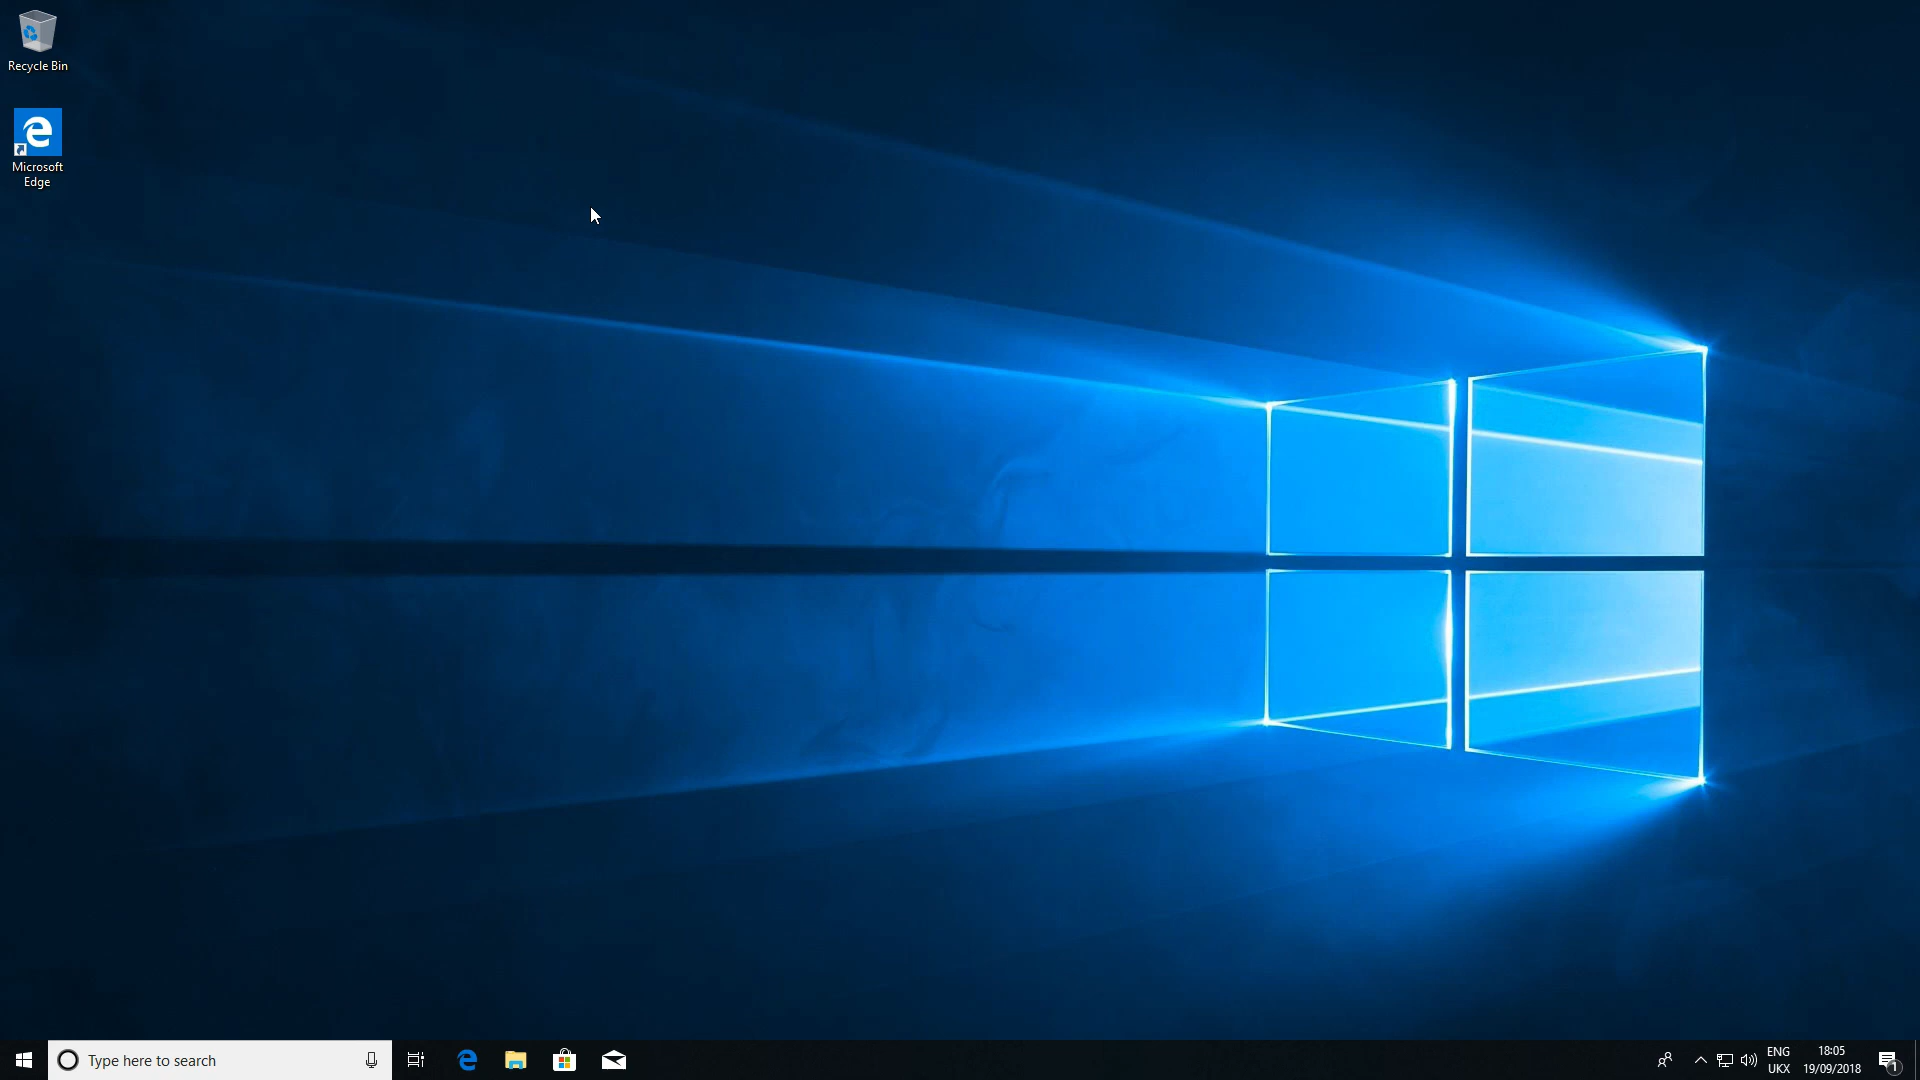 Recycle Bin
Microsoft
Edge
Type here to search
ENG
UKX
18:05
19/09/2018
1